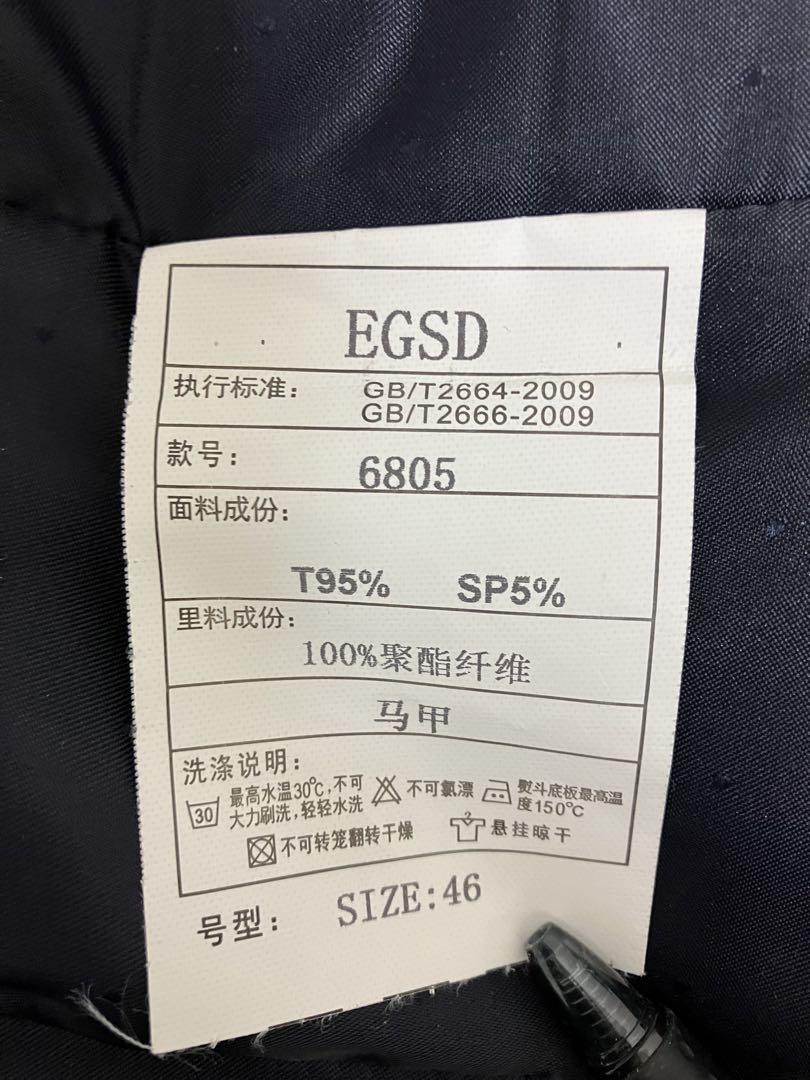 EGSD
执行标准： GB/T2664-2009
GB/T2666-2009
款号： 6805
面料成份：
T95% SP5%
里料成份：
100%聚酯纤维
马甲
洗涤说明：
30 最高水温30℃，不可大力刷洗，轻轻水洗
不可氯漂
熨斗底板最高温度150℃
不可转笼翻转干燥
悬挂晾干
号型： SIZE:46